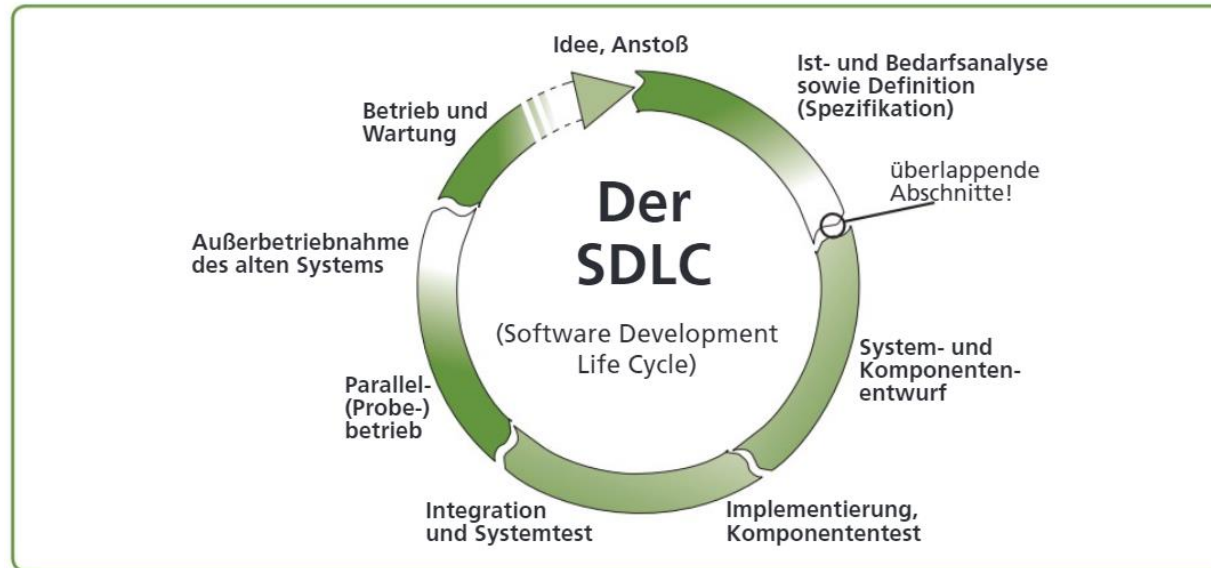 Idee, Anstoß
Ist- und Bedarfsanalyse
sowie Definition
(Spezifikation)
überlappende
Abschnitte!
System- und
Komponenten-
entwurf
Implementierung,
Komponententest
Integration
und Systemtest
Parallel-
(Probe-)
betrieb
Außerbetriebnahme
des alten Systems
Betrieb und
Wartung
Der
SDLC
(Software Development
Life Cycle)